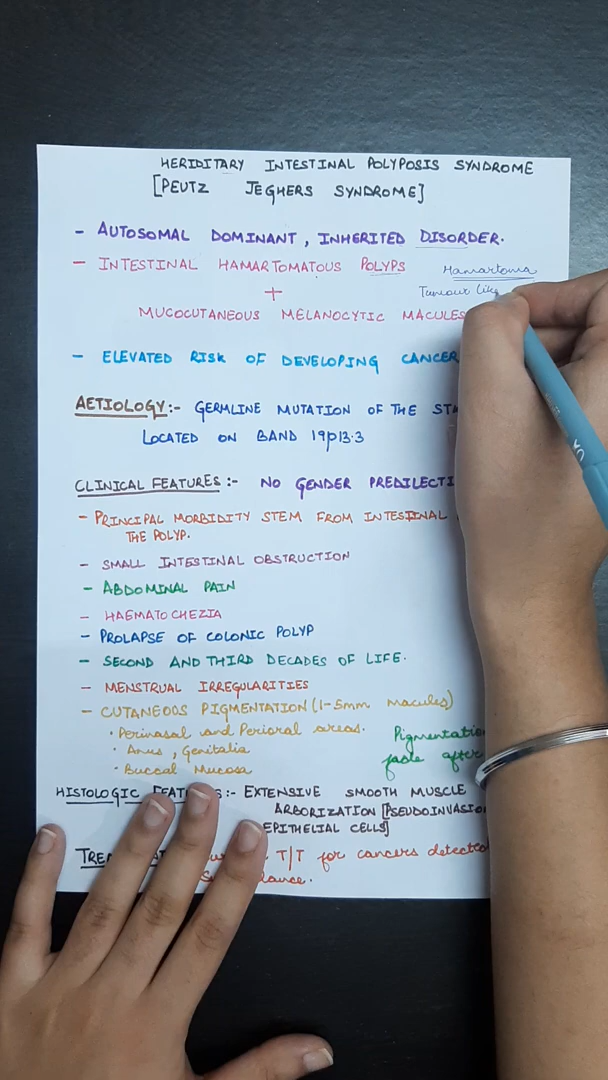 HERIDITARY INTESTINAL POLYPOSIS SYNDROME
[PEUTZ JEGHERS SYNDROME]
- AUTOSOMAL DOMINANT, INHERITED DISORDER.
- INTESTINAL HAMARTOMATOUS POLYPS
Hamartoma
+
Tumour like
MUCOCUTANEOUS MELANOCYTIC MACULES
- ELEVATED RISK OF DEVELOPING CANCER
AETIOLOGY:- GERMLINE MUTATION OF THE
LOCATED ON BAND 19p13.3
CLINICAL FEATURES:- NO GENDER
- PRINCIPAL MORBIDITY STEM FROM INTESTINAL
THE POLYP.
- SMALL INTESTINAL OBSTRUCTION
- ABDOMINAL PAIN
- HAEMATOCHEZIA
- PROLAPSE OF COLONIC POLYP
- SECOND AND THIRD DECADES OF LIFE.
- MENSTRUAL IRREGULARITIES
- CUTANEOUS PIGMENTATION (1-5mm macules)
• Perinasal and Perioral areas.
• Anus, Genitalia
• Buccal Mucosa
fade after
HISTOLOGIC :- EXTENSIVE SMOOTH MUSCLE
ARBORIZATION
EPITHELIAL CELLS]
T/T for cancers